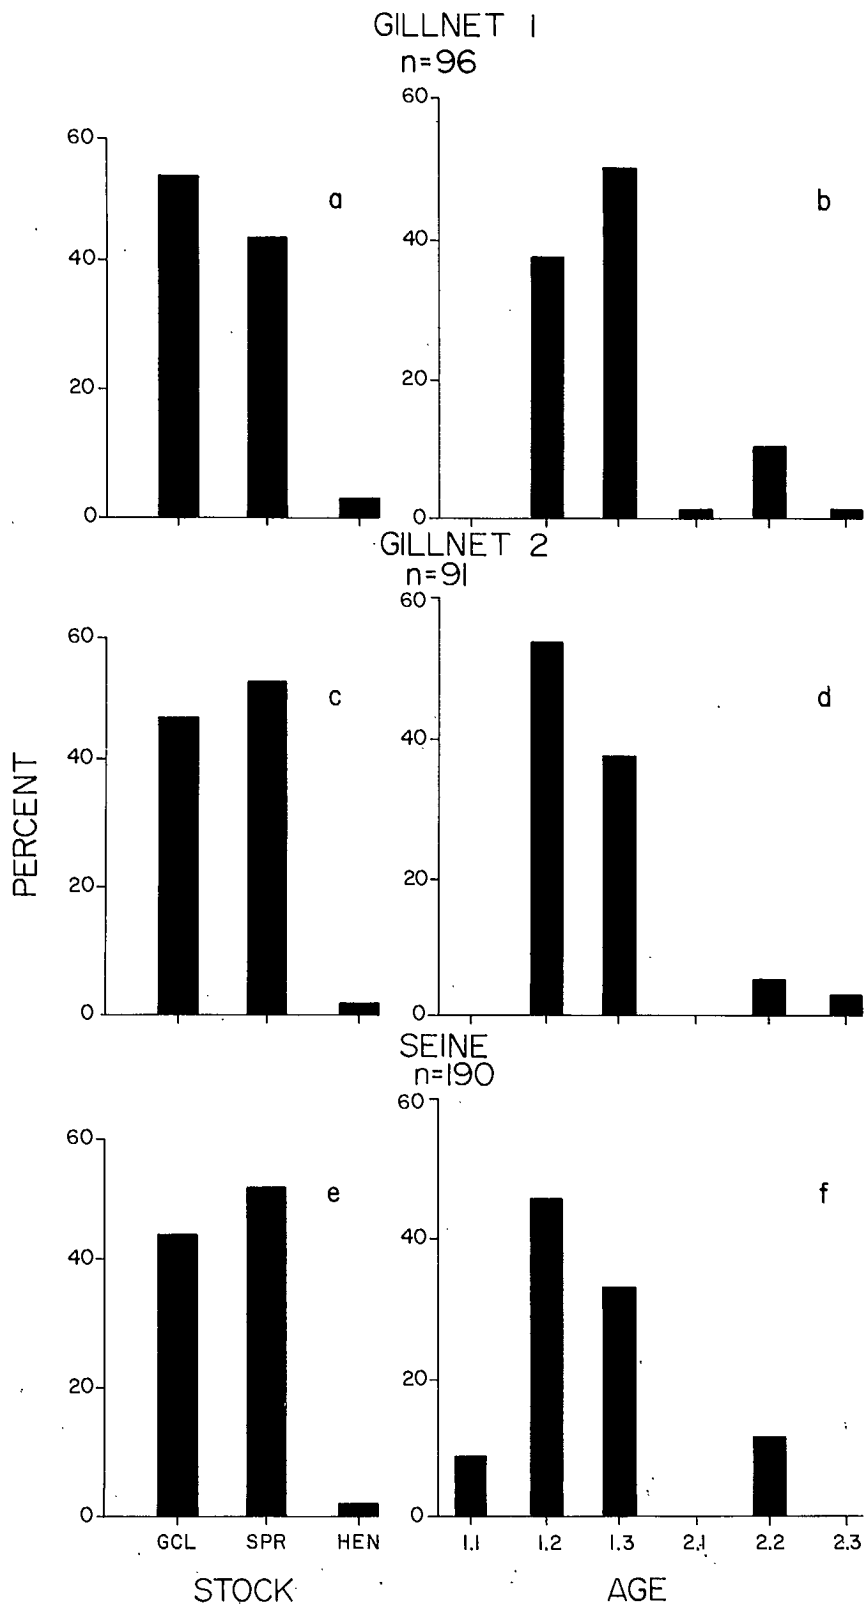 GILLNET 1
n=96
60
40
20
0
a
60
40
20
0
b
GILLNET 2
n=91
60
40
20
0
c
60
40
20
0
d
PERCENT
SEINE
n=190
60
40
20
0
e
60
40
20
0
f
GCL SPR HEN
1.1 1.2 1.3 2.1 2.2 2.3
STOCK
AGE